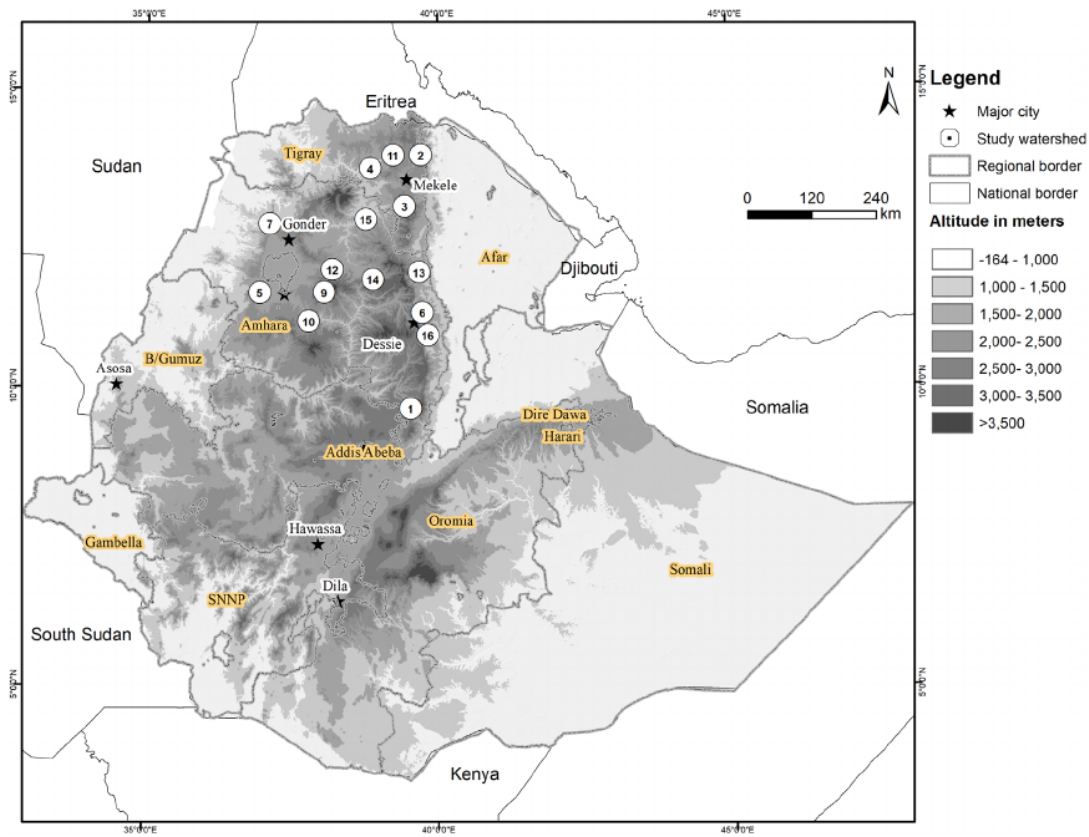 35°0'0"E 40°0'0"E 45°0'0"E
15°0'0"N
15°0'0"N
N
Legend
Major city
Study watershed
Regional border
National border
Altitude in meters
-164 - 1,000
1,000 - 1,500
1,500- 2,000
2,000- 2,500
2,500- 3,000
3,000- 3,500
>3,500
0 120 240
km
Eritrea
Sudan
Tigray
11 2
4
Mekele
3
15
7 Gonder
Afar
Djibouti
12 13
14
5 9
10 6
Amhara
16
Dessie
B/Gumuz
Asosa
10°0'0"N
10°0'0"N
1
Somalia
Dire Dawa
Harari
Addis Abeba
Oromia
Hawassa
Gambella
Somali
Dila
SNNP
South Sudan
5°0'0"N
5°0'0"N
Kenya
35°0'0"E 40°0'0"E 45°0'0"E